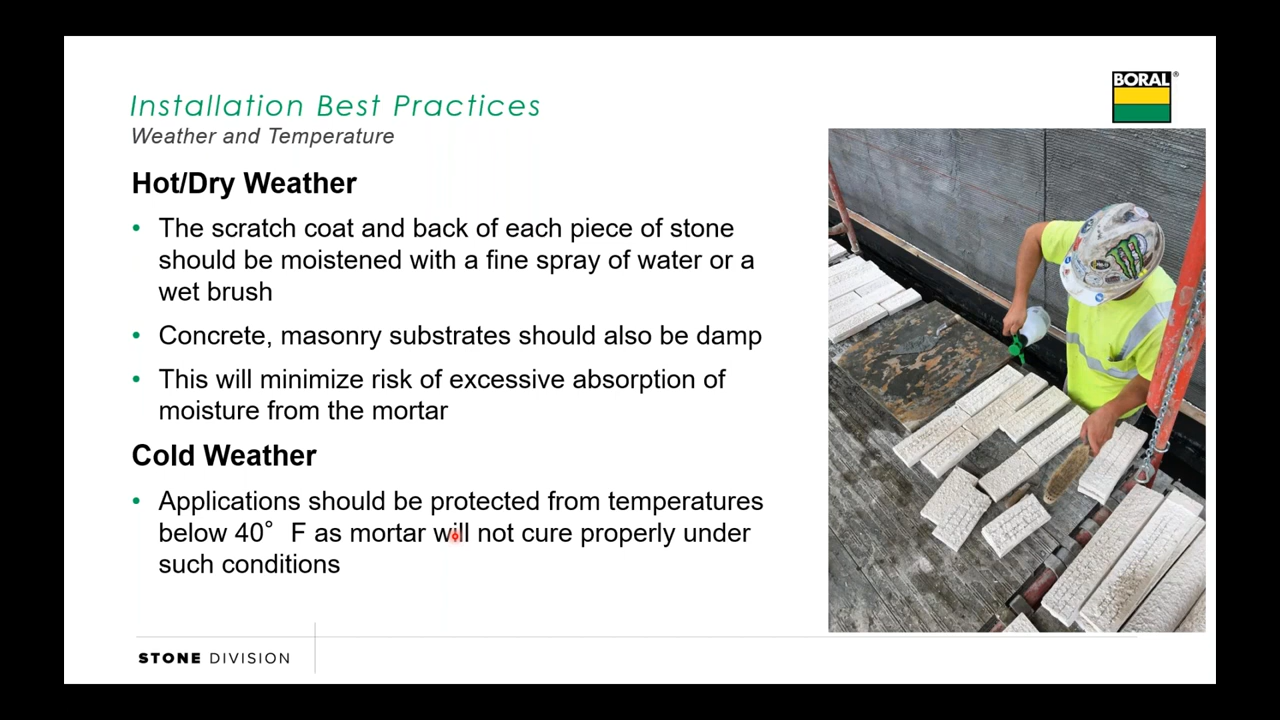 Installation Best Practices
BORAL®
Weather and Temperature
Hot/Dry Weather
• The scratch coat and back of each piece of stone
should be moistened with a fine spray of water or a
wet brush
• Concrete, masonry substrates should also be damp
• This will minimize risk of excessive absorption of
moisture from the mortar
Cold Weather
• Applications should be protected from temperatures
below 40° F as mortar will not cure properly under
such conditions
STONE DIVISION